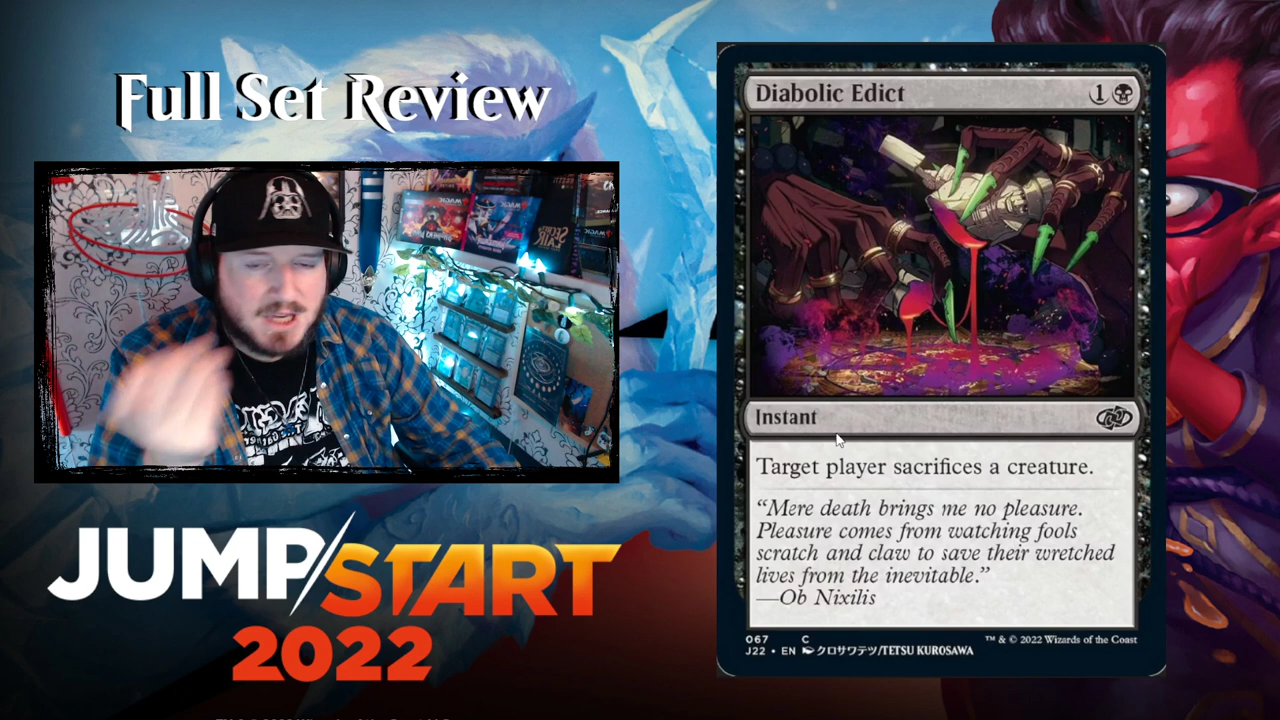 Full Set Review
JUMP/START
2022
Diabolic Edict
1
Instant
Target player sacrifices a creature.
“Mere death brings me no pleasure.
Pleasure comes from watching fools
scratch and claw to save their wretched
lives from the inevitable.”
—Ob Nixilis
067 C
J22 • EN クロサワテツ/TETSU KUROSAWA
™ & © 2022 Wizards of the Coast